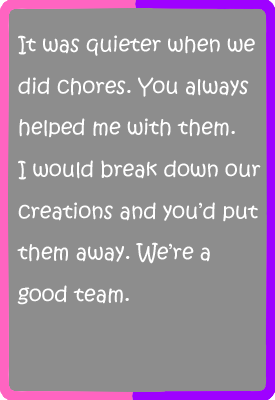 It was quieter when we
did chores. You always
helped me with them.
I would break down our
creations and you'd put
them away. We're a
good team.